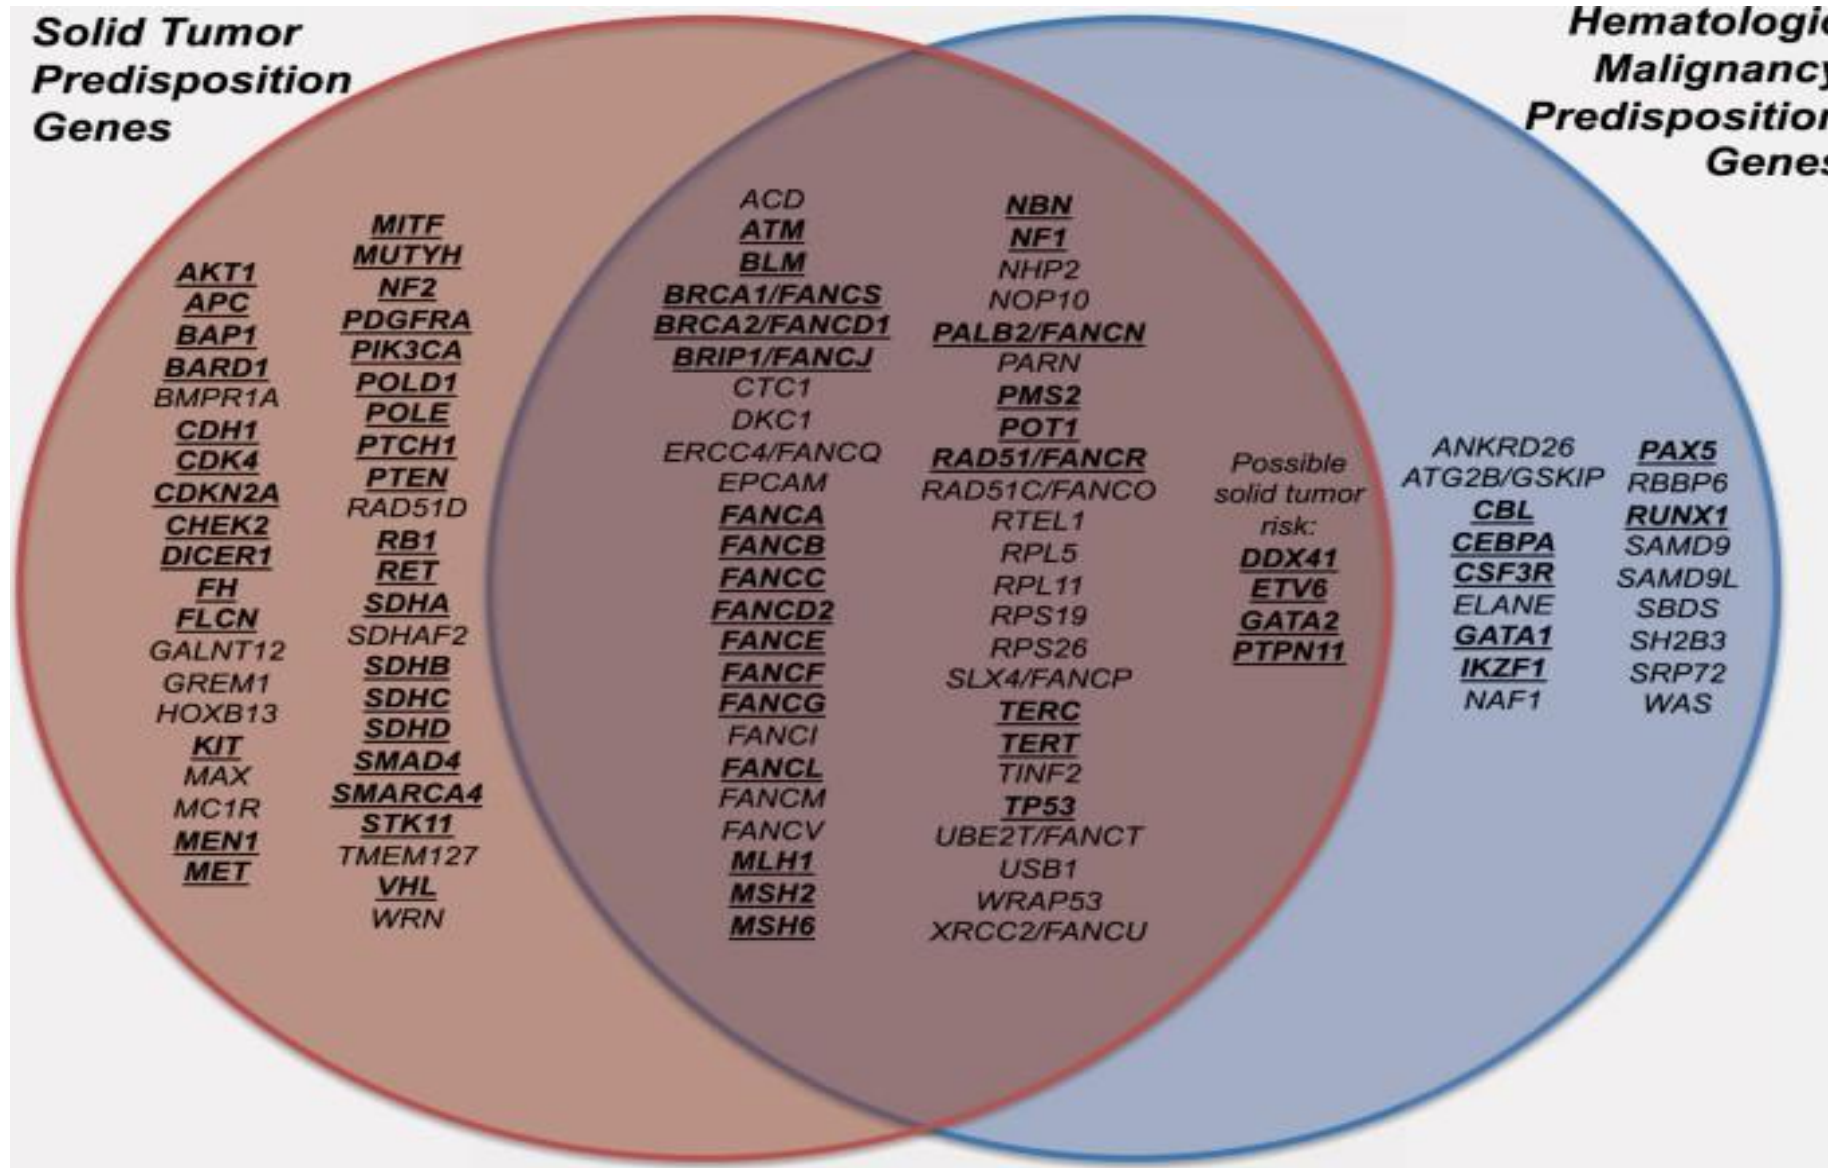 Solid Tumor
Predisposition
Genes
Hematologic
Malignancy
Predisposition
Genes
AKT1
APC
BAP1
BARD1
BMPR1A
CDH1
CDK4
CDKN2A
CHEK2
DICER1
FH
FLCN
GALNT12
GREM1
HOXB13
KIT
MAX
MC1R
MEN1
MET
MITF
MUTYH
NF2
PDGFRA
PIK3CA
POLD1
POLE
PTCH1
PTEN
RAD51D
RB1
RET
SDHA
SDHAF2
SDHB
SDHC
SDHD
SMAD4
SMARCA4
STK11
TMEM127
VHL
WRN
ACD
ATM
BLM
BRCA1/FANCS
BRCA2/FANCD1
BRIP1/FANCJ
CTC1
DKC1
ERCC4/FANCQ
EPCAM
FANCA
FANCB
FANCC
FANCD2
FANCE
FANCF
FANCG
FANCI
FANCL
FANCM
FANCV
MLH1
MSH2
MSH6
NBN
NF1
NHP2
NOP10
PALB2/FANCN
PARN
PMS2
POT1
RAD51/FANCR
RAD51C/FANCO
RTEL1
RPL5
RPL11
RPS19
RPS26
SLX4/FANCP
TERC
TERT
TINF2
TP53
UBE2T/FANCT
USB1
WRAP53
XRCC2/FANCU
Possible
solid tumor
risk:
DDX41
ETV6
GATA2
PTPN11
ANKRD26
ATG2B/GSKIP
CBL
CEBPA
CSF3R
ELANE
GATA1
IKZF1
NAF1
PAX5
RBBP6
RUNX1
SAMD9
SAMD9L
SBDS
SH2B3
SRP72
WAS